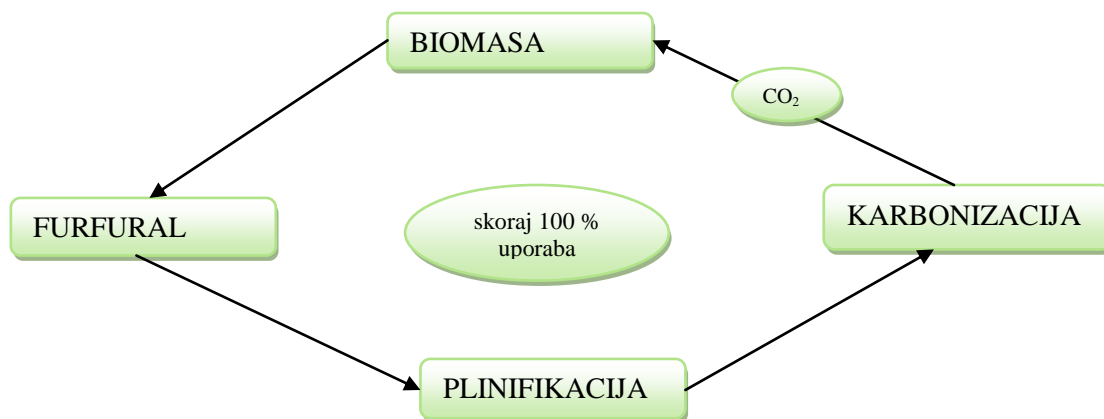 BIOMASA
CO₂
FURFURAL
skoraj 100 %
uporaba
KARBONIZACIJA
PLINIFIKACIJA